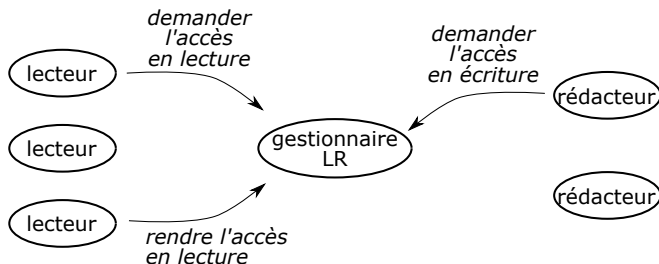 demander
l'accès
en lecture
demander
l'accès
en écriture
lecteur
rédacteur
lecteur
gestionnaire
LR
lecteur
rédacteur
rendre l'accès
en lecture